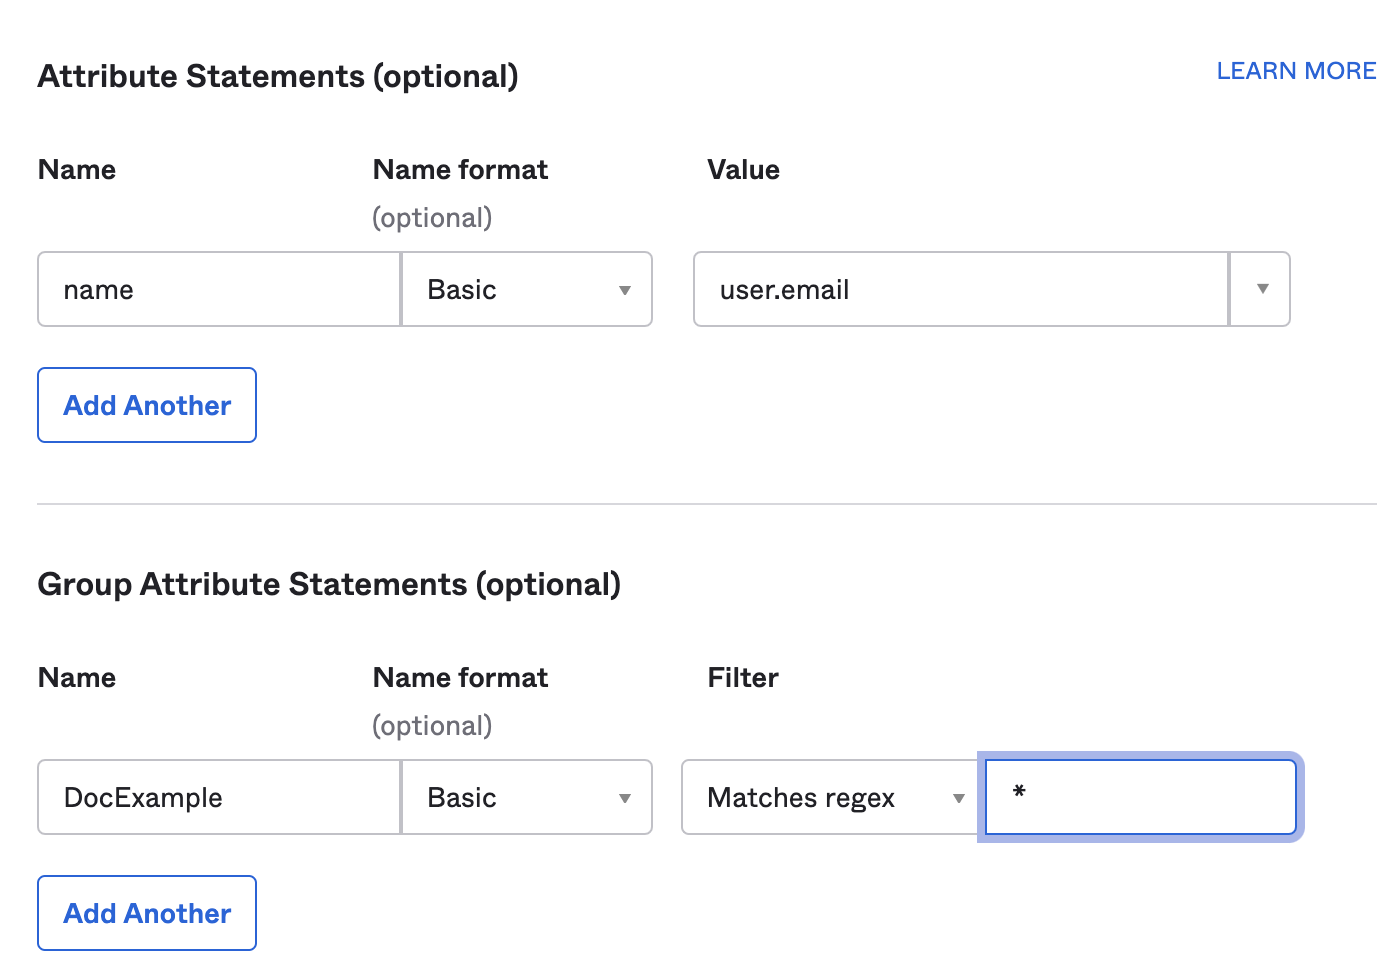 Attribute Statements (optional)
LEARN MORE
Name
Name format
Value
(optional)
name
Basic
user.email
Add Another
Group Attribute Statements (optional)
Name
Name format
Filter
(optional)
DocExample
Basic
Matches regex
*
Add Another